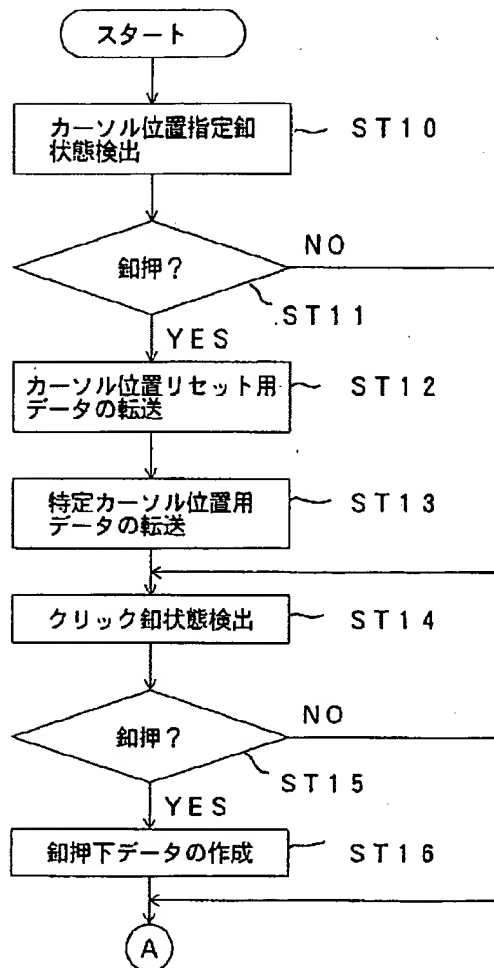 スタート
カーソル位置指定釦
状態検出
ST10
釦押?
NO
ST11
YES
カーソル位置リセット用
データの転送
ST12
特定カーソル位置用
データの転送
ST13
クリック釦状態検出
ST14
釦押?
NO
ST15
YES
釦押下データの作成
ST16
A